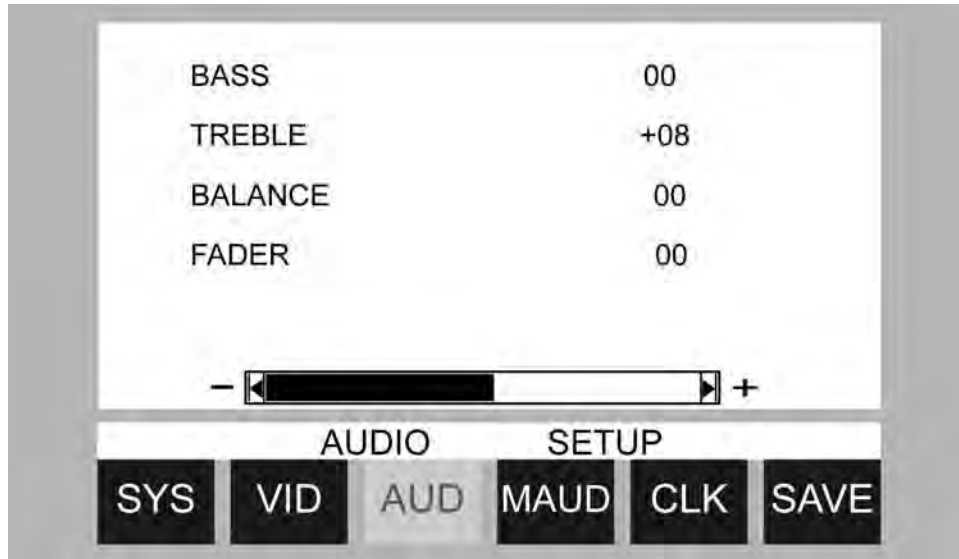 BASS 00
TREBLE +08
BALANCE 00
FADER 00
− +
AUDIO SETUP
SYS VID AUD MAUD CLK SAVE